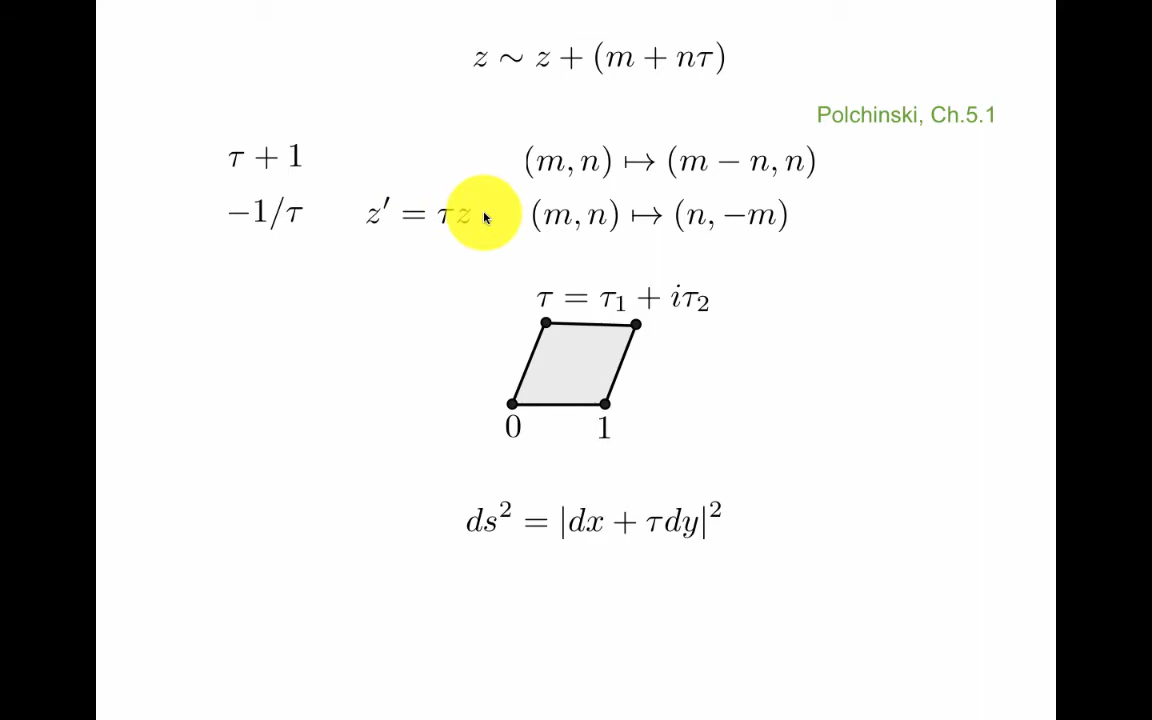 z ∼ z + (m + nτ)
Polchinski, Ch.5.1
τ + 1 (m, n) ↦ (m − n, n)
−1/τ z′ = τz (m, n) ↦ (n, −m)
τ = τ₁ + iτ₂
0 1
ds² = |dx + τdy|²